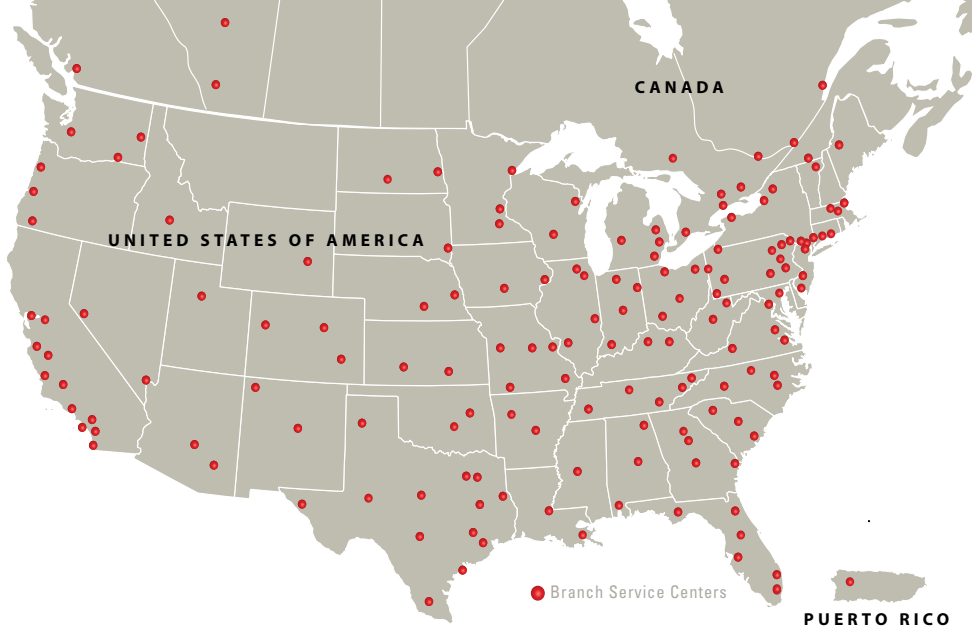 CANADA
UNITED STATES OF AMERICA
Branch Service Centers
PUERTO RICO